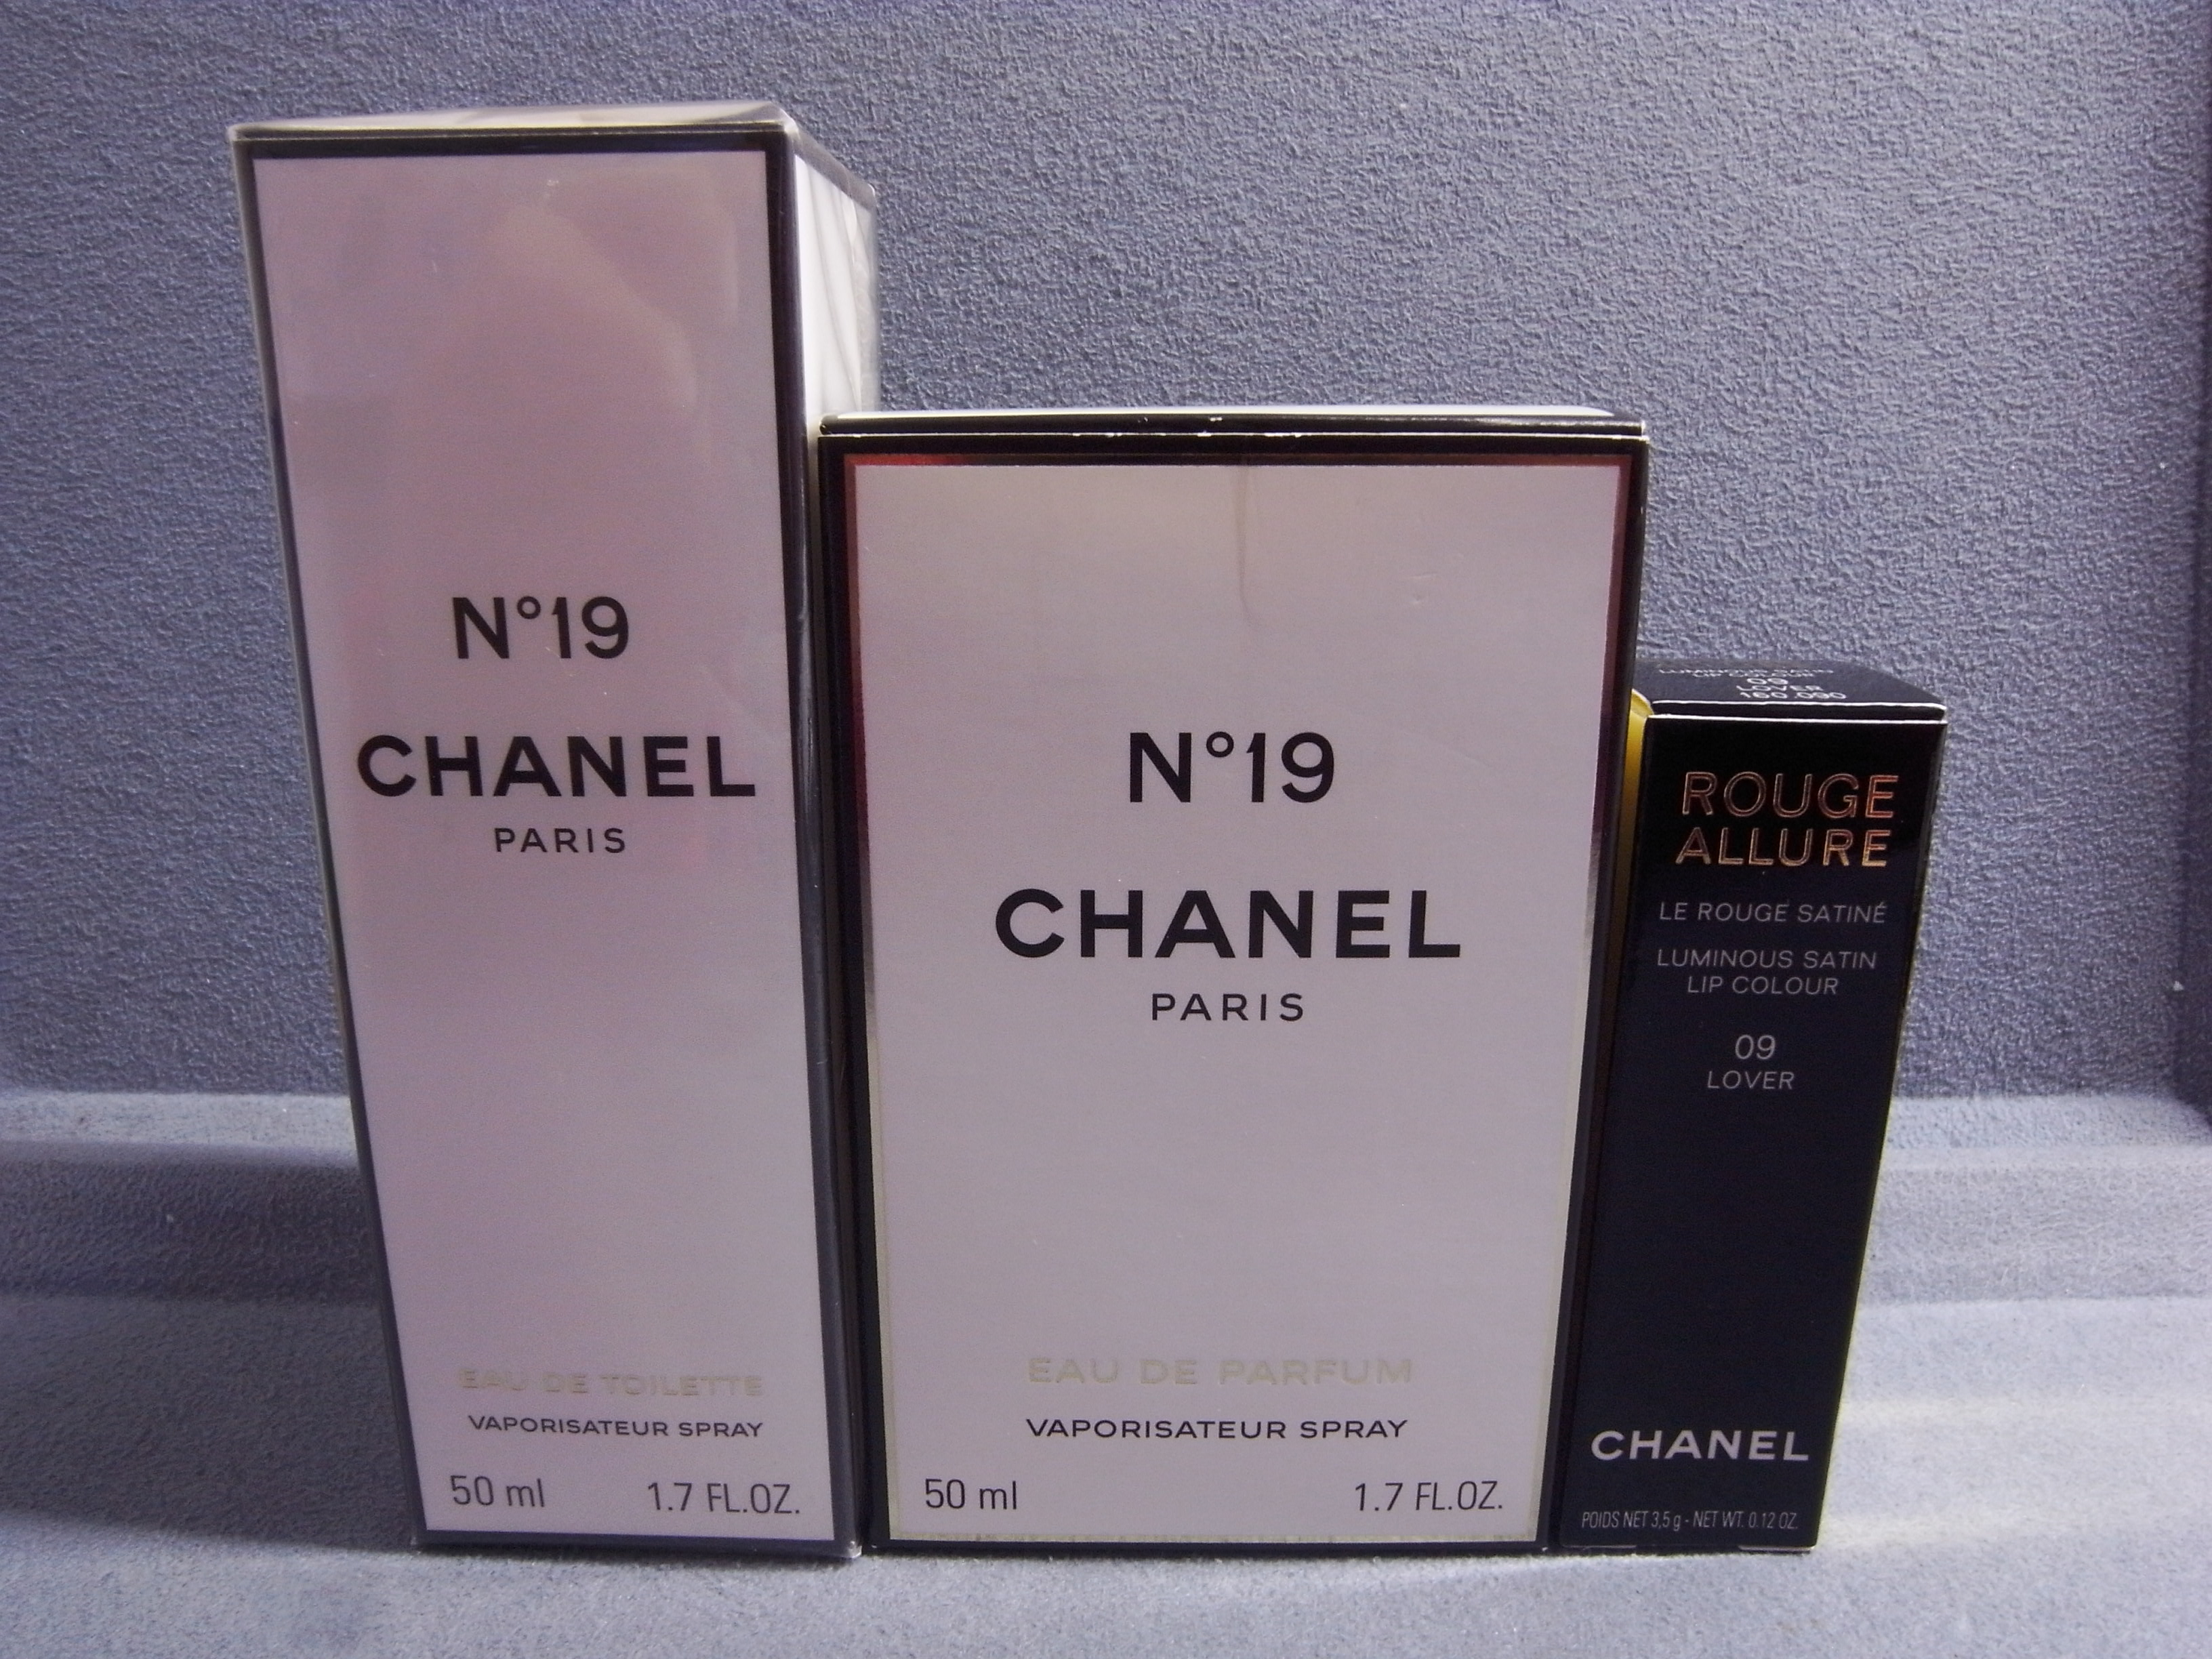 N°19
CHANEL
PARIS
EAU DE TOILETTE
VAPORISATEUR SPRAY
50 ml 1.7 FL.OZ.
N°19
CHANEL
PARIS
EAU DE PARFUM
VAPORISATEUR SPRAY
50 ml 1.7 FL.OZ.
ROUGE
ALLURE
LE ROUGE SATINÉ
LUMINOUS SATIN
LIP COLOUR
09
LOVER
CHANEL
POIDS NET 3,5 g - NET WT. 0.12 OZ.